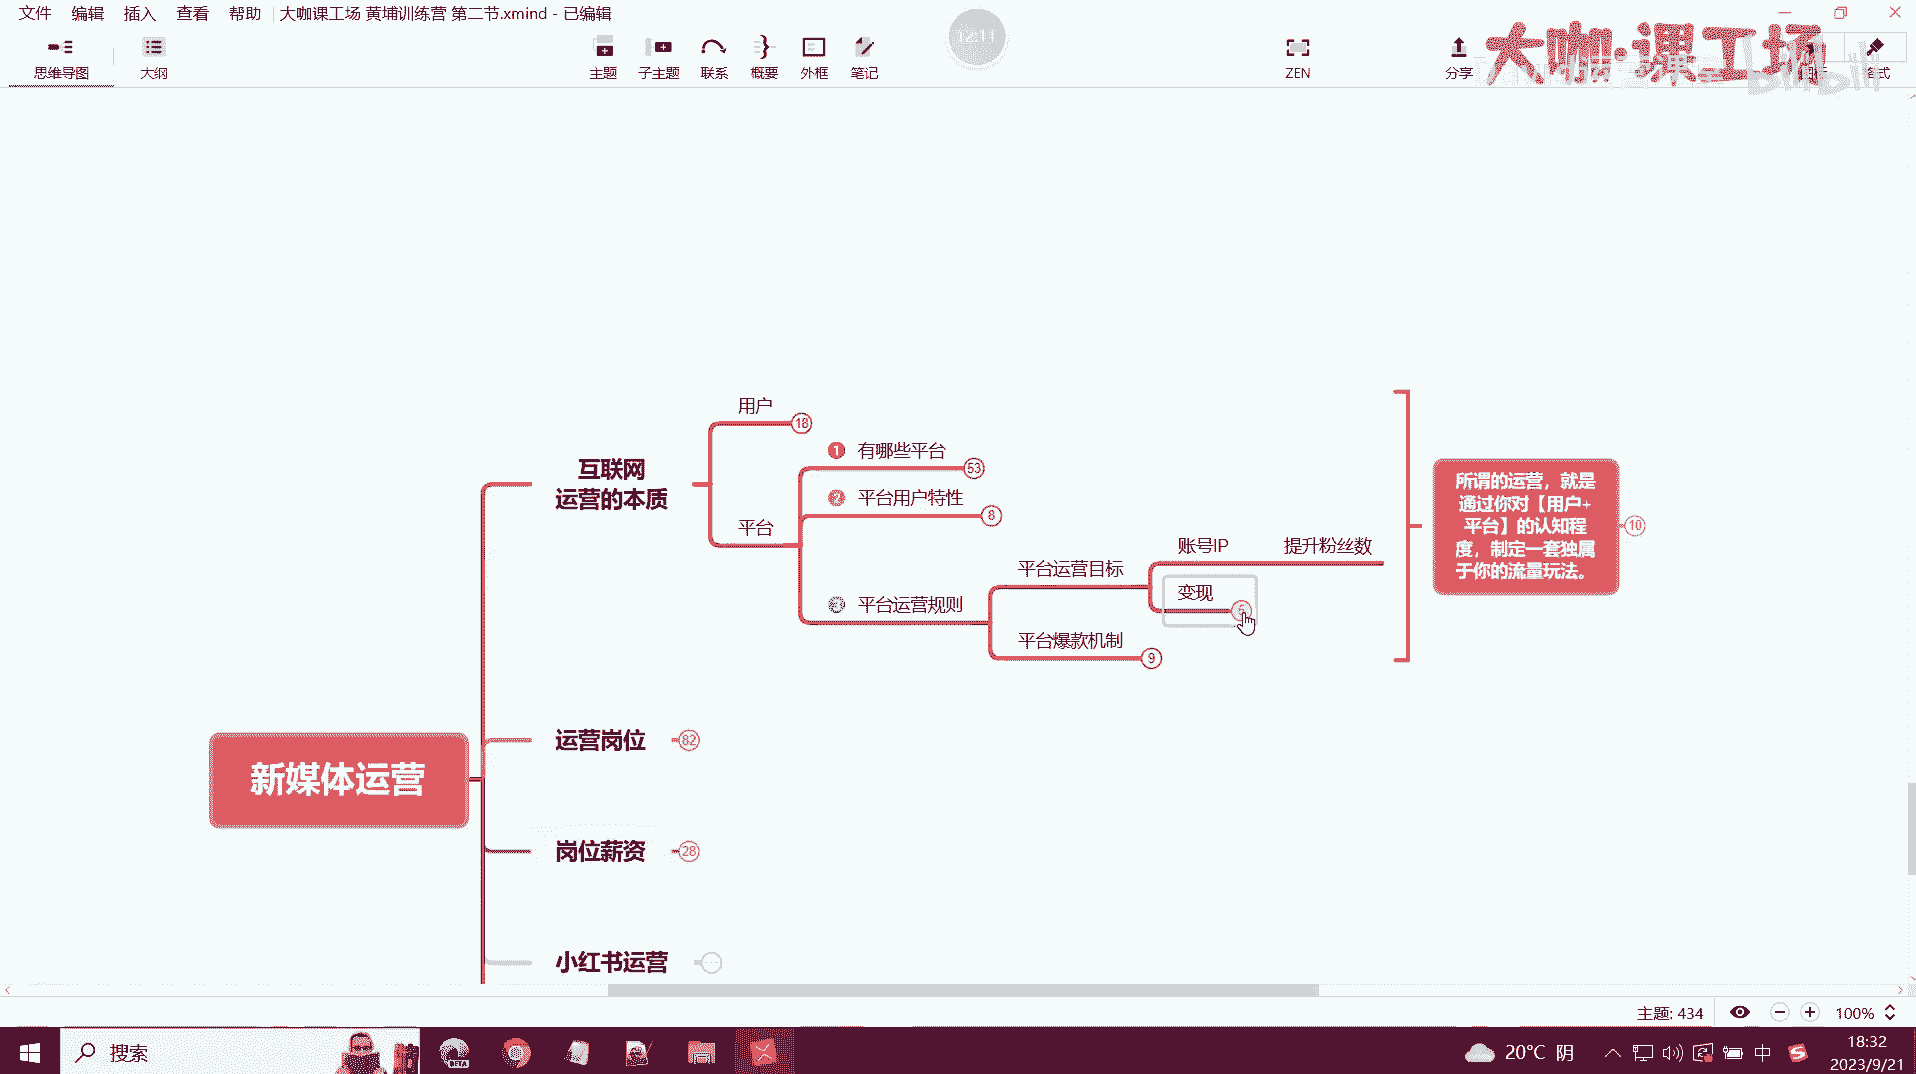 文件 编辑 插入 查看 帮助 大咖课工场 黄埔训练营 第二节.xmind - 已编辑
12:11
大咖·课工场
bilibili
思维导图 大纲 主题 子主题 联系 概要 外框 笔记 ZEN 分享 格式
用户 18
1 有哪些平台 53
2 平台用户特性 8
互联网
运营的本质
平台
3 平台运营规则
平台运营目标
账号IP 提升粉丝数
变现 5
平台爆款机制 9
所谓的运营，就是
通过你对【用户+
平台】的认知程
度，制定一套独属
于你的流量玩法。
10
新媒体运营
运营岗位 82
岗位薪资 28
小红书运营
主题: 434 100%
搜索
BETA
20°C 阴
中
18:32
2023/9/21